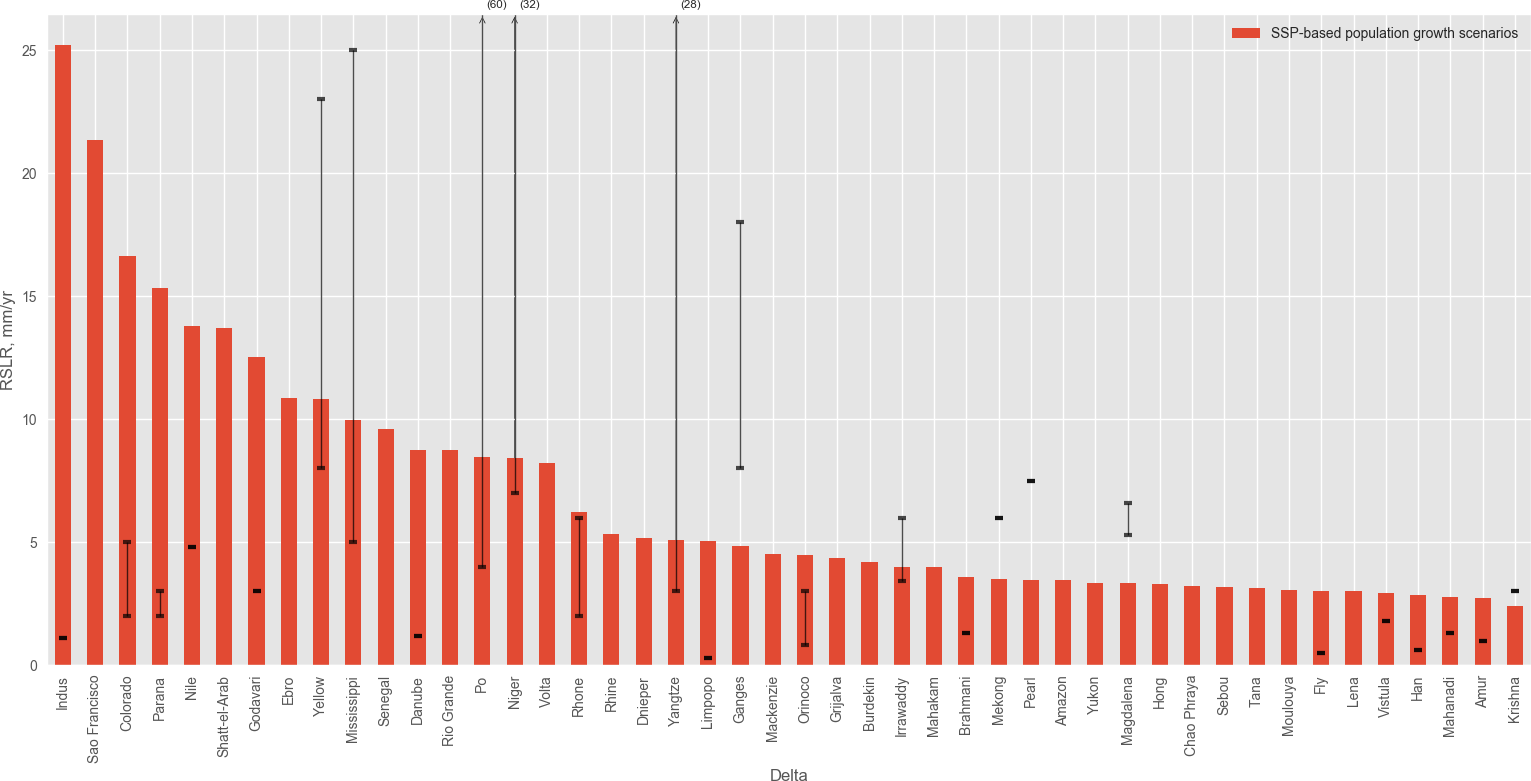 (60) (32) (28)
SSP-based population growth scenarios
RSLR, mm/yr
25
20
15
10
5
0
Indus
Sao Francisco
Colorado
Parana
Nile
Shatt-el-Arab
Godavari
Ebro
Yellow
Mississippi
Senegal
Danube
Rio Grande
Po
Niger
Volta
Rhone
Rhine
Dnieper
Yangtze
Limpopo
Ganges
Mackenzie
Orinoco
Grijalva
Burdekin
Irrawaddy
Mahakam
Brahmani
Mekong
Pearl
Amazon
Yukon
Magdalena
Hong
Chao Phraya
Sebou
Tana
Moulouya
Fly
Lena
Vistula
Han
Mahanadi
Amur
Krishna
Delta